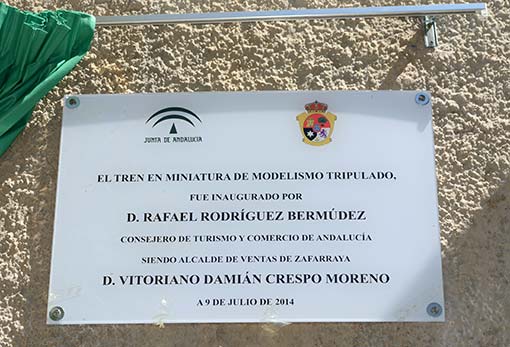 JUNTA DE ANDALUCIA
EL TREN EN MINIATURA DE MODELISMO TRIPULADO,
FUE INAUGURADO POR
D. RAFAEL RODRÍGUEZ BERMÚDEZ
CONSEJERO DE TURISMO Y COMERCIO DE ANDALUCÍA
SIENDO ALCALDE DE VENTAS DE ZAFARRAYA
D. VITORIANO DAMIÁN CRESPO MORENO
A 9 DE JULIO DE 2014